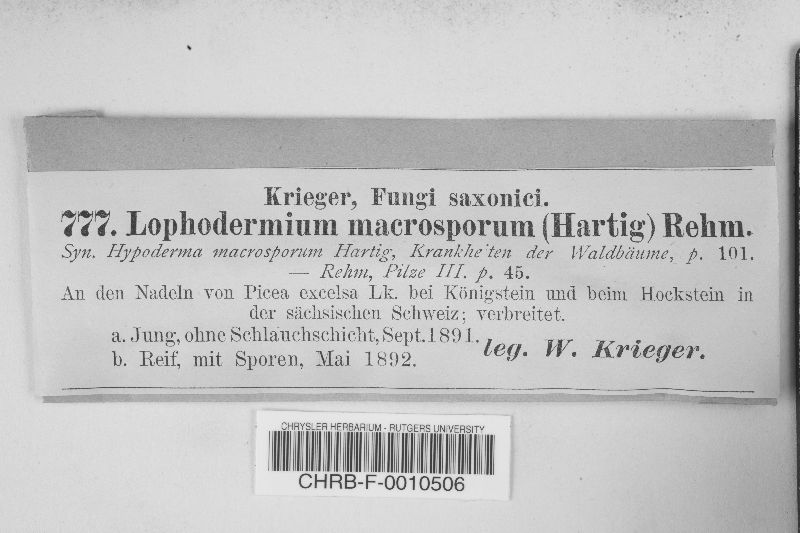 Krieger, Fungi saxonici.
777. Lophodermium macrosporum (Hartig) Rehm.
Syn. Hypoderma macrosporum Hartig, Krankheiten der Waldbäume, p. 101.
— Rehm, Pilze III. p. 45.
An den Nadeln von Picea excelsa Lk. bei Königstein und beim Hockstein in
der sächsischen Schweiz; verbreitet.
a. Jung, ohne Schlauchschicht, Sept. 1891.
b. Reif, mit Sporen, Mai 1892.
leg. W. Krieger.
CHRYSLER HERBARIUM - RUTGERS UNIVERSITY
CHRB-F-0010506